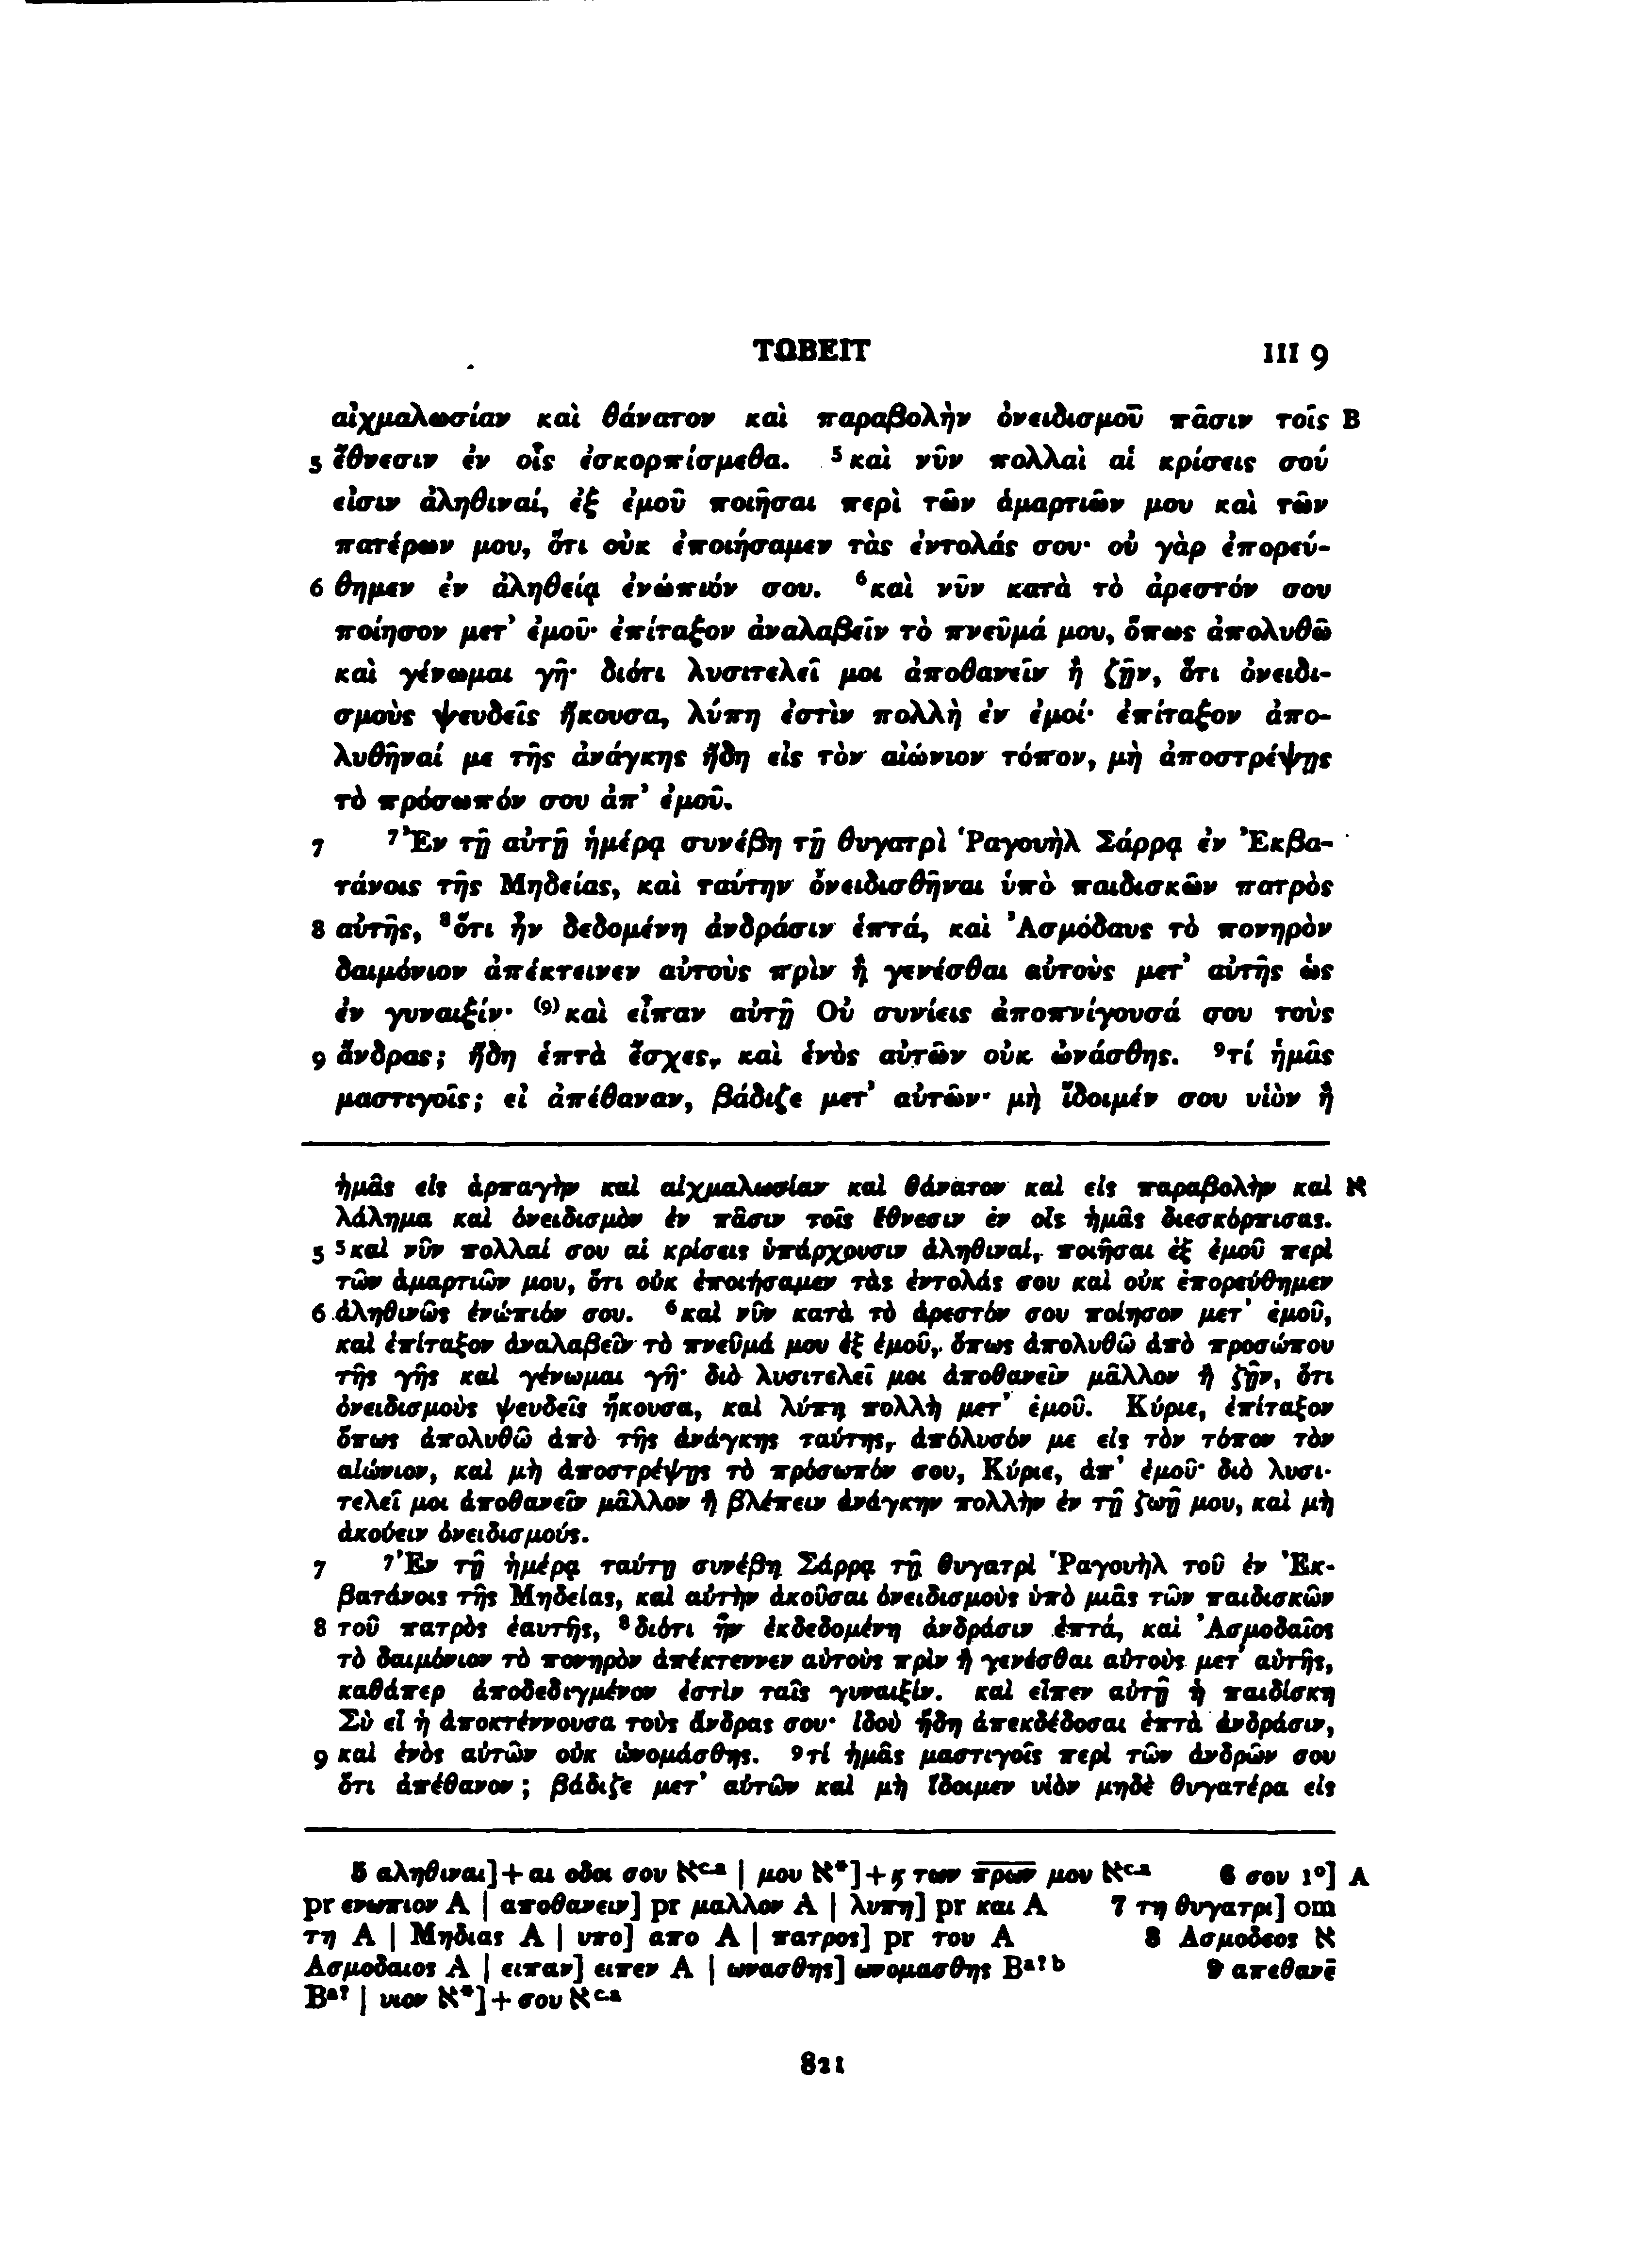 ΤΩΒΕΙΤ III 9
αἰχμαλωσίαν καὶ θάνατον καὶ παραβολὴν ὀνειδισμοῦ πᾶσιν τοῖς B
5 ἔθνεσιν ἐν οἷς ἐσκορπίσμεθα. ⁵καὶ νῦν πολλαὶ αἱ κρίσεις σού
εἰσιν ἀληθιναί, ἐξ ἐμοῦ ποιῆσαι περὶ τῶν ἁμαρτιῶν μου καὶ τῶν
πατέρων μου, ὅτι οὐκ ἐποιήσαμεν τὰς ἐντολάς σου· οὐ γὰρ ἐπορεύ-
6 θημεν ἐν ἀληθείᾳ ἐνώπιόν σου. ⁶καὶ νῦν κατὰ τὸ ἀρεστόν σου
ποίησον μετ᾽ ἐμοῦ· ἐπίταξον ἀναλαβεῖν τὸ πνεῦμά μου, ὅπως ἀπολυθῶ
καὶ γένωμαι γῆ· διότι λυσιτελεῖ μοι ἀποθανεῖν ἢ ζῇν, ὅτι ὀνειδι-
σμοὺς ψευδεῖς ἤκουσα, λύπη ἐστὶν πολλὴ ἐν ἐμοί· ἐπίταξον ἀπο-
λυθῆναί με τῆς ἀνάγκης ἤδη εἰς τὸν αἰώνιον τόπον, μὴ ἀποστρέψῃς
τὸ πρόσωπόν σου ἀπ᾽ ἐμοῦ.
7 ⁷Ἐν τῇ αὐτῇ ἡμέρᾳ συνέβη τῇ θυγατρὶ Ῥαγουὴλ Σάρρᾳ ἐν Ἐκβα-
τάνοις τῆς Μηδείας, καὶ ταύτην ὀνειδισθῆναι ὑπὸ παιδισκῶν πατρὸς
8 αὐτῆς, ⁸ὅτι ἦν δεδομένη ἀνδράσιν ἑπτά, καὶ Ἀσμόδαυς τὸ πονηρὸν
δαιμόνιον ἀπέκτεινεν αὐτοὺς πρὶν ἢ γενέσθαι αὐτοὺς μετ᾽ αὐτῆς ὡς
ἐν γυναιξίν· ⁽⁹⁾καὶ εἶπαν αὐτῇ Οὐ συνίεις ἀποπνίγουσά σου τοὺς
9 ἄνδρας; ἤδη ἑπτὰ ἔσχες, καὶ ἑνὸς αὐτῶν οὐκ ὠνάσθης. ⁹τί ἡμᾶς
μαστιγοῖς; εἰ ἀπέθαναν, βάδιζε μετ᾽ αὐτῶν· μὴ ἴδοιμέν σου υἱὸν ἢ
ἡμᾶς εἰς ἁρπαγὴν καὶ αἰχμαλωσίαν καὶ θάνατον καὶ εἰς παραβολὴν καὶ א
λάλημα καὶ ὀνειδισμὸν ἐν πᾶσιν τοῖς ἔθνεσιν ἐν οἷς ἡμᾶς διεσκόρπισας.
5 ⁵καὶ νῦν πολλαί σου αἱ κρίσεις ὑπάρχουσιν ἀληθιναί, ποιῆσαι ἐξ ἐμοῦ περὶ
τῶν ἁμαρτιῶν μου, ὅτι οὐκ ἐποιήσαμεν τὰς ἐντολάς σου καὶ οὐκ ἐπορεύθημεν
6 ἀληθινῶς ἐνώπιόν σου. ⁶καὶ νῦν κατὰ τὸ ἀρεστόν σου ποίησον μετ᾽ ἐμοῦ,
καὶ ἐπίταξον ἀναλαβεῖν τὸ πνεῦμά μου ἐξ ἐμοῦ, ὅπως ἀπολυθῶ ἀπὸ προσώπου
τῆς γῆς καὶ γένωμαι γῆ· διὸ λυσιτελεῖ μοι ἀποθανεῖν μᾶλλον ἢ ζῇν, ὅτι
ὀνειδισμοὺς ψευδεῖς ἤκουσα, καὶ λύπη πολλὴ μετ᾽ ἐμοῦ. Κύριε, ἐπίταξον
ὅπως ἀπολυθῶ ἀπὸ τῆς ἀνάγκης ταύτης, ἀπόλυσόν με εἰς τὸν τόπον τὸν
αἰώνιον, καὶ μὴ ἀποστρέψῃς τὸ πρόσωπόν σου, Κύριε, ἀπ᾽ ἐμοῦ· διὸ λυσι-
τελεῖ μοι ἀποθανεῖν μᾶλλον ἢ βλέπειν ἀνάγκην πολλὴν ἐν τῇ ζωῇ μου, καὶ μὴ
ἀκούειν ὀνειδισμούς.
7 ⁷Ἐν τῇ ἡμέρᾳ ταύτῃ συνέβη Σάρρᾳ τῇ θυγατρὶ Ῥαγουὴλ τοῦ ἐν Ἐκ-
βατάνοις τῆς Μηδείας, καὶ αὐτὴν ἀκοῦσαι ὀνειδισμοὺς ὑπὸ μιᾶς τῶν παιδισκῶν
8 τοῦ πατρὸς ἑαυτῆς, ⁸διότι ἦν ἐκδεδομένη ἀνδράσιν ἑπτά, καὶ Ἀσμοδαῖος
τὸ δαιμόνιον τὸ πονηρὸν ἀπέκτεννεν αὐτοὺς πρὶν ἢ γενέσθαι αὐτοὺς μετ᾽ αὐτῆς,
καθάπερ ἀποδεδιγμένον ἐστὶν ταῖς γυναιξίν. καὶ εἶπεν αὐτῇ ἡ παιδίσκη
Σὺ εἶ ἡ ἀποκτέννουσα τοὺς ἄνδρας σου· ἰδοὺ ἤδη ἀπεκδέδοσαι ἑπτὰ ἀνδράσιν,
9 καὶ ἑνὸς αὐτῶν οὐκ ὠνομάσθης. ⁹τί ἡμᾶς μαστιγοῖς περὶ τῶν ἀνδρῶν σου
ὅτι ἀπέθανον; βάδιζε μετ᾽ αὐτῶν καὶ μὴ ἴδοιμεν υἱὸν μηδὲ θυγατέρα εἰς
5 αληθιναι]+αι οδοι σου אᶜ·ᵃ | μου א*]+ϗ των π̅ρ̅ω̅ν̅ μου אᶜ·ᵃ 6 σου 1°] A
pr ενωπιον A | αποθανειν] pr μαλλον A | λυπη] pr και A 7 τη θυγατρι] om
τη A | Μηδιας A | υπο] απο A | πατρος] pr του A 8 Ασμοδεος א
Ασμοδαιος A | ειπαν] ειπεν A | ωνασθης] ωνομασθης Bᵃ?ᵇ 9 απεθανε̅
Bᵃ? | υιον א*]+σου אᶜ·ᵃ
821